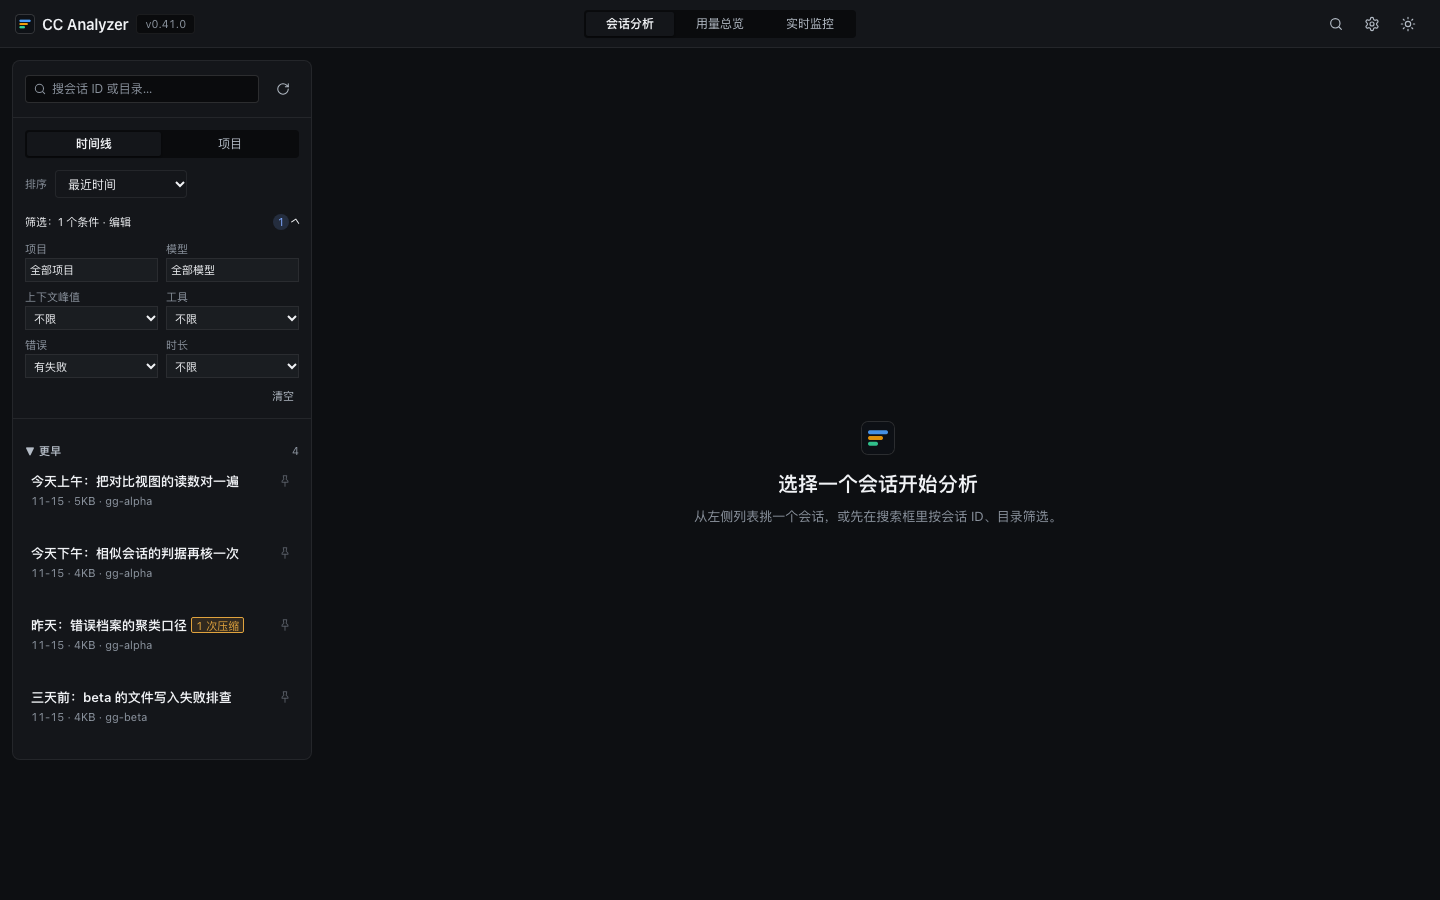 CC Analyzer v0.41.0
会话分析 用量总览 实时监控
搜会话 ID 或目录...
时间线 项目
排序 最近时间
筛选：1 个条件 · 编辑 1
项目 模型
全部项目 全部模型
上下文峰值 工具
不限 不限
错误 时长
有失败 不限
清空
▼ 更早 4
今天上午：把对比视图的读数对一遍
11-15 · 5KB · gg-alpha
今天下午：相似会话的判据再核一次
11-15 · 4KB · gg-alpha
昨天：错误档案的聚类口径 1 次压缩
11-15 · 4KB · gg-alpha
三天前：beta 的文件写入失败排查
11-15 · 4KB · gg-beta
选择一个会话开始分析
从左侧列表挑一个会话，或先在搜索框里按会话 ID、目录筛选。